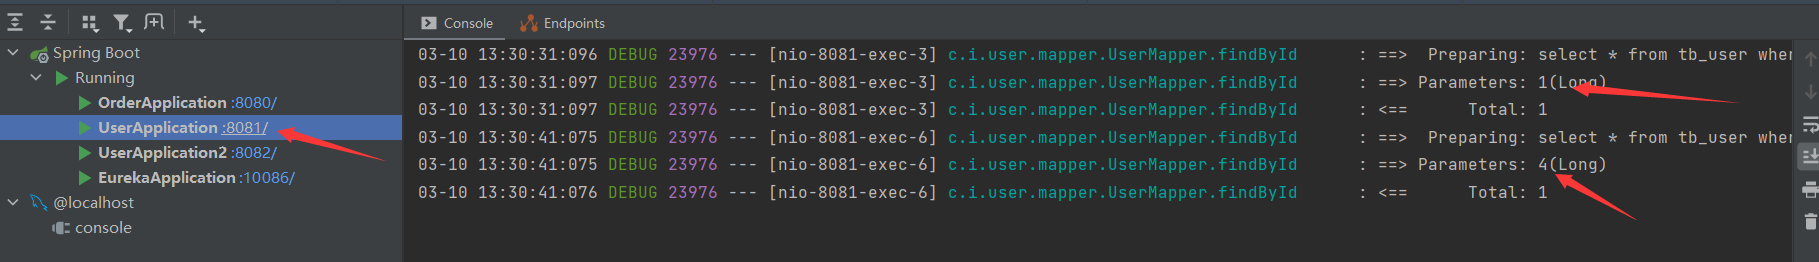 Console
Endpoints
Spring Boot
Running
OrderApplication :8080/
UserApplication :8081/
UserApplication2 :8082/
EurekaApplication :10086/
@localhost
console
03-10 13:30:31:096 DEBUG 23976 --- [nio-8081-exec-3] c.i.user.mapper.UserMapper.findById : ==> Preparing: select * from tb_user wher
03-10 13:30:31:097 DEBUG 23976 --- [nio-8081-exec-3] c.i.user.mapper.UserMapper.findById : ==> Parameters: 1(Long)
03-10 13:30:31:097 DEBUG 23976 --- [nio-8081-exec-3] c.i.user.mapper.UserMapper.findById : <== Total: 1
03-10 13:30:41:075 DEBUG 23976 --- [nio-8081-exec-6] c.i.user.mapper.UserMapper.findById : ==> Preparing: select * from tb_user wher
03-10 13:30:41:075 DEBUG 23976 --- [nio-8081-exec-6] c.i.user.mapper.UserMapper.findById : ==> Parameters: 4(Long)
03-10 13:30:41:076 DEBUG 23976 --- [nio-8081-exec-6] c.i.user.mapper.UserMapper.findById : <== Total: 1